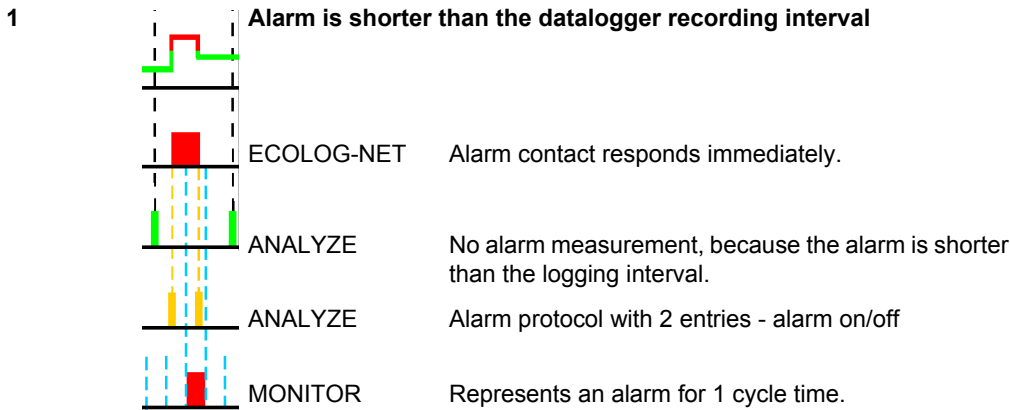 1 Alarm is shorter than the datalogger recording interval
ECOLOG-NET Alarm contact responds immediately.
ANALYZE No alarm measurement, because the alarm is shorter
than the logging interval.
ANALYZE Alarm protocol with 2 entries - alarm on/off
MONITOR Represents an alarm for 1 cycle time.